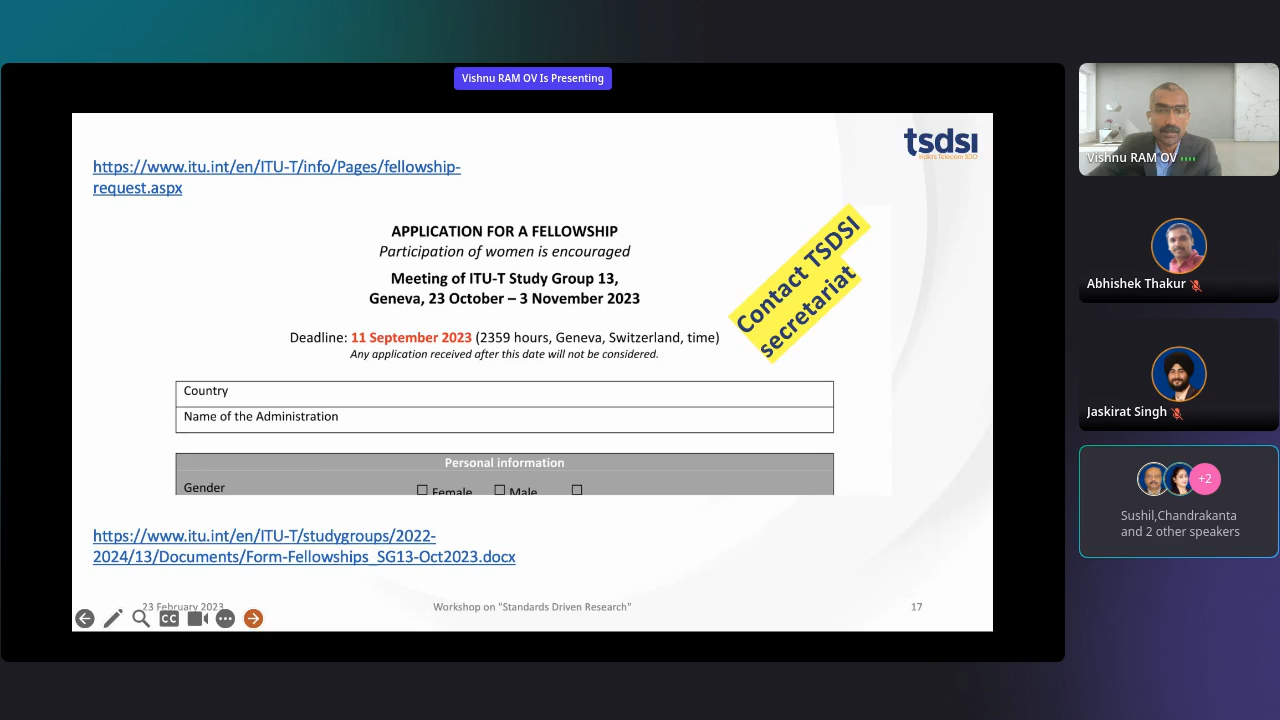 Vishnu RAM OV Is Presenting
tsdsi
India's Telecom SDO
https://www.itu.int/en/ITU-T/info/Pages/fellowship-
request.aspx
APPLICATION FOR A FELLOWSHIP
Participation of women is encouraged
Meeting of ITU-T Study Group 13,
Geneva, 23 October – 3 November 2023
Contact TSDSI
secretariat
Deadline: 11 September 2023 (2359 hours, Geneva, Switzerland, time)
Any application received after this date will not be considered.
Country
Name of the Administration
Personal information
Gender ☐ Female ☐ Male ☐
https://www.itu.int/en/ITU-T/studygroups/2022-
2024/13/Documents/Form-Fellowships_SG13-Oct2023.docx
23 February 2023
Workshop on "Standards Driven Research"
17
CC
Vishnu RAM OV
Abhishek Thakur
Jaskirat Singh
+2
Sushil,Chandrakanta
and 2 other speakers